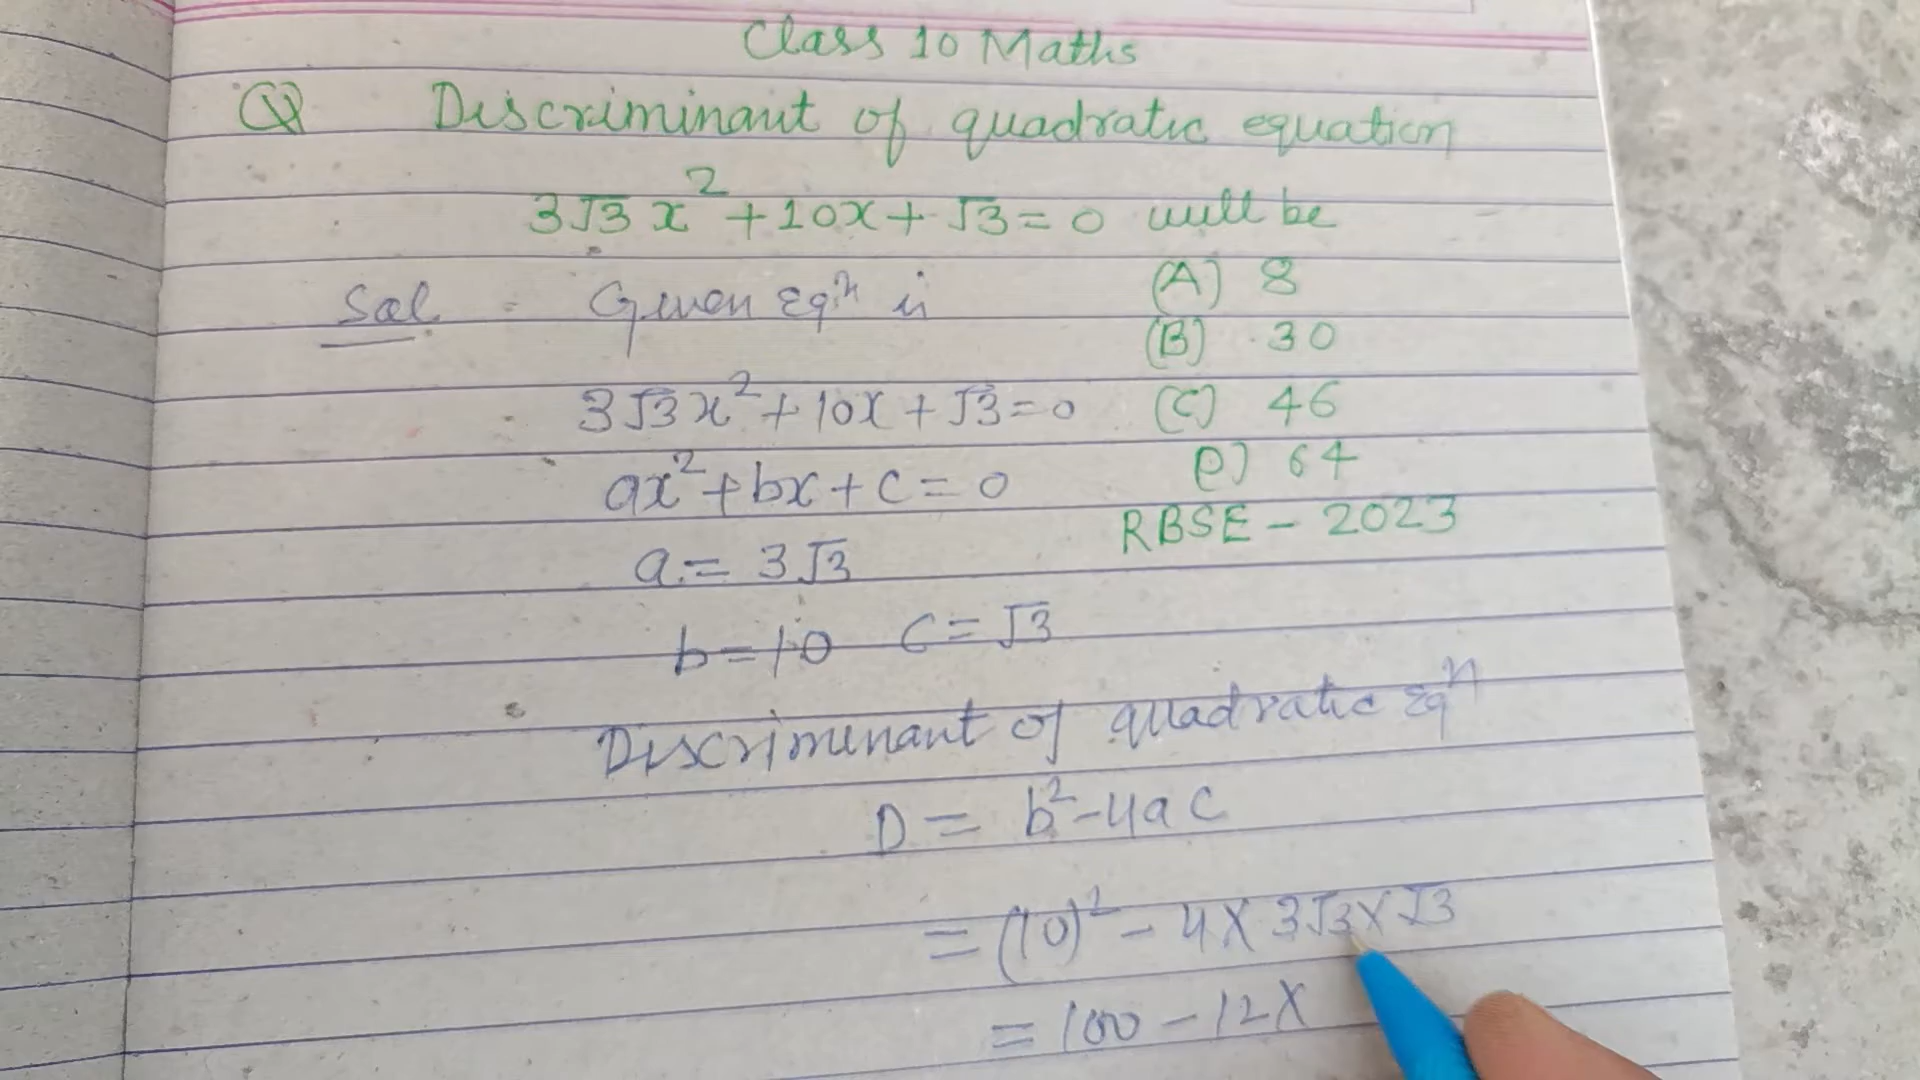 Class 10 Maths
Q Discriminant of quadratic equation
3√3 x² + 10x + √3 = 0 will be
(A) 8
Sol. Given Eqⁿ is
(B) 30
3√3x² + 10x + √3 = 0 (C) 46
D) 64
ax² + bx + c = 0
RBSE - 2023
a = 3√3
b = 10 c = √3
Discriminant of quadratic Eqⁿ
D = b² - 4ac
= (10)² - 4 X 3√3 X √3
= 100 - 12X